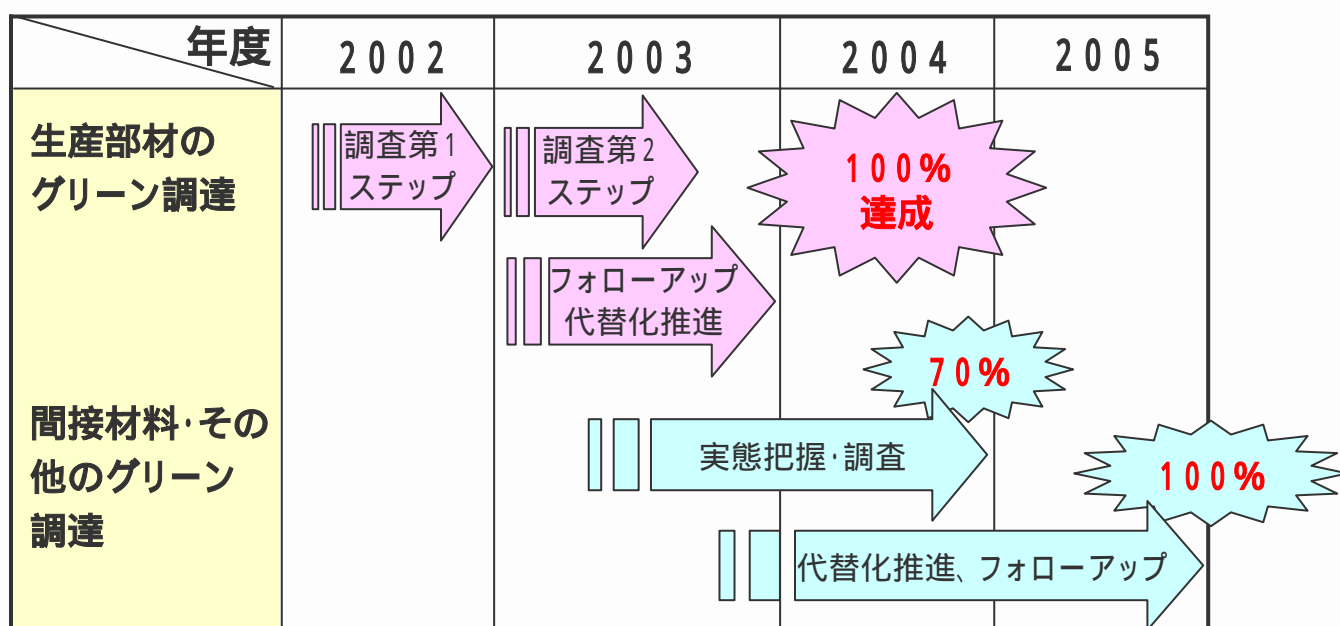 年度
2002
2003
2004
2005
生産部材の
グリーン調達
調査第1
ステップ
調査第2
ステップ
100%
達成
フォローアップ
代替化推進
間接材料･その
他のグリーン
調達
70%
実態把握･調査
100%
代替化推進、フォローアップ